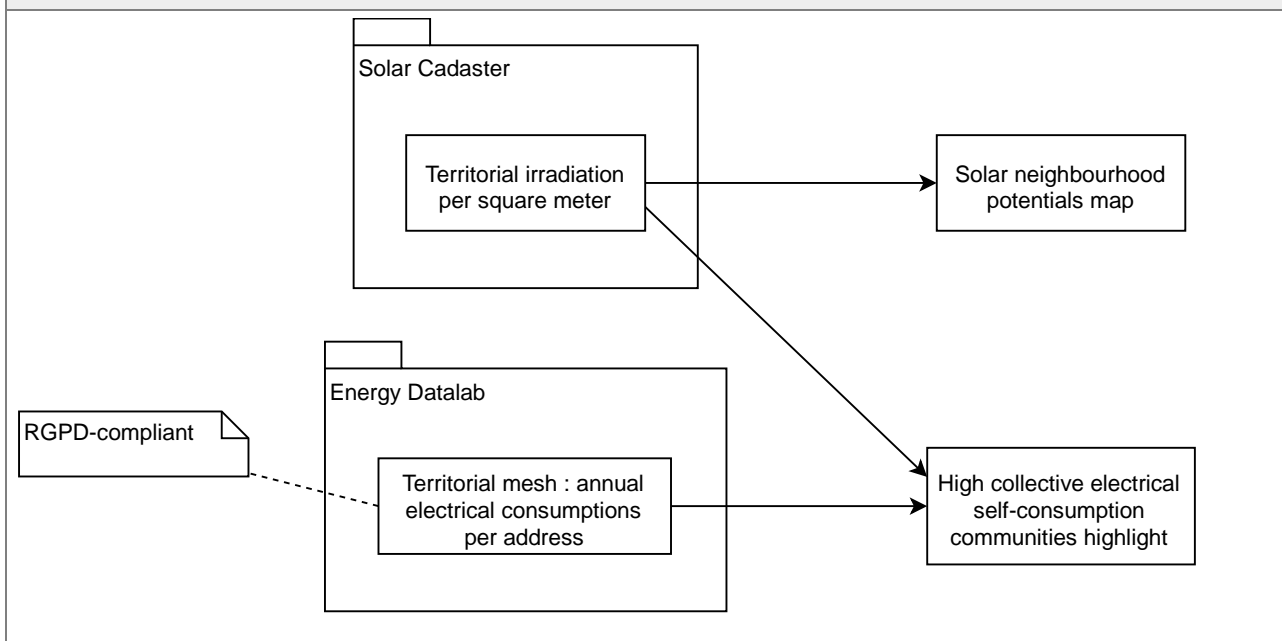 Solar Cadaster
Territorial irradiation
per square meter
Solar neighbourhood
potentials map
Energy Datalab
RGPD-compliant
Territorial mesh : annual
electrical consumptions
per address
High collective electrical
self-consumption
communities highlight